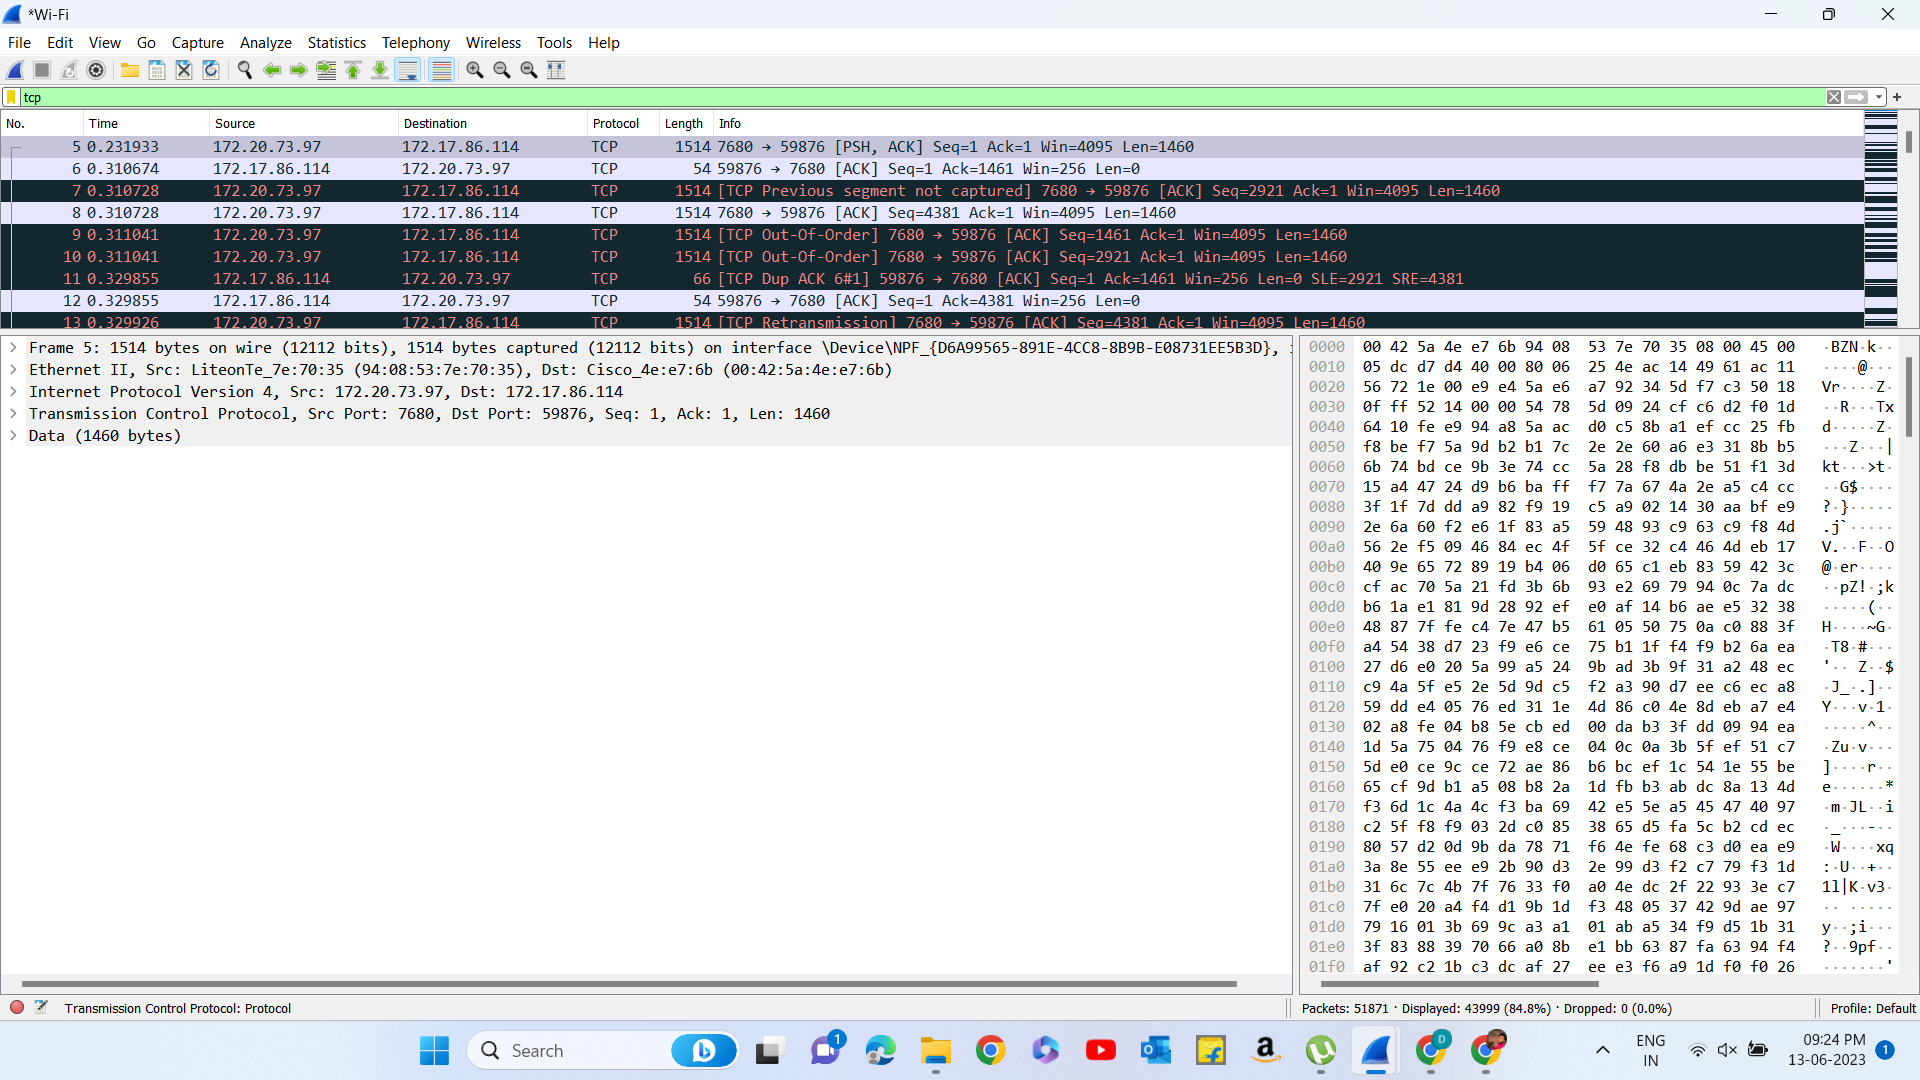 *Wi-Fi
File Edit View Go Capture Analyze Statistics Telephony Wireless Tools Help
tcp
No. Time Source Destination Protocol Length Info
5 0.231933 172.20.73.97 172.17.86.114 TCP 1514 7680 → 59876 [PSH, ACK] Seq=1 Ack=1 Win=4095 Len=1460
6 0.310674 172.17.86.114 172.20.73.97 TCP 54 59876 → 7680 [ACK] Seq=1 Ack=1461 Win=256 Len=0
7 0.310728 172.20.73.97 172.17.86.114 TCP 1514 [TCP Previous segment not captured] 7680 → 59876 [ACK] Seq=2921 Ack=1 Win=4095 Len=1460
8 0.310728 172.20.73.97 172.17.86.114 TCP 1514 7680 → 59876 [ACK] Seq=4381 Ack=1 Win=4095 Len=1460
9 0.311041 172.20.73.97 172.17.86.114 TCP 1514 [TCP Out-Of-Order] 7680 → 59876 [ACK] Seq=1461 Ack=1 Win=4095 Len=1460
10 0.311041 172.20.73.97 172.17.86.114 TCP 1514 [TCP Out-Of-Order] 7680 → 59876 [ACK] Seq=2921 Ack=1 Win=4095 Len=1460
11 0.329855 172.17.86.114 172.20.73.97 TCP 66 [TCP Dup ACK 6#1] 59876 → 7680 [ACK] Seq=1 Ack=1461 Win=256 Len=0 SLE=2921 SRE=4381
12 0.329855 172.17.86.114 172.20.73.97 TCP 54 59876 → 7680 [ACK] Seq=1 Ack=4381 Win=256 Len=0
13 0.329926 172.20.73.97 172.17.86.114 TCP 1514 [TCP Retransmission] 7680 → 59876 [ACK] Seq=4381 Ack=1 Win=4095 Len=1460
Frame 5: 1514 bytes on wire (12112 bits), 1514 bytes captured (12112 bits) on interface \Device\NPF_{D6A99565-891E-4CC8-8B9B-E08731EE5B3D},
Ethernet II, Src: LiteonTe_7e:70:35 (94:08:53:7e:70:35), Dst: Cisco_4e:e7:6b (00:42:5a:4e:e7:6b)
Internet Protocol Version 4, Src: 172.20.73.97, Dst: 172.17.86.114
Transmission Control Protocol, Src Port: 7680, Dst Port: 59876, Seq: 1, Ack: 1, Len: 1460
Data (1460 bytes)
0000 00 42 5a 4e e7 6b 94 08 53 7e 70 35 08 00 45 00 ·BZN·k··
0010 05 dc d7 d4 40 00 80 06 25 4e ac 14 49 61 ac 11 ····@···
0020 56 72 1e 00 e9 e4 5a e6 a7 92 34 5d f7 c3 50 18 Vr····Z·
0030 0f ff 52 14 00 00 54 78 5d 09 24 cf c6 d2 f0 1d ··R···Tx
0040 64 10 fe e9 94 a8 5a ac d0 c5 8b a1 ef cc 25 fb d·····Z·
0050 f8 be f7 5a 9d b2 b1 7c 2e 2e 60 a6 e3 31 8b b5 ···Z···|
0060 6b 74 bd ce 9b 3e 74 cc 5a 28 f8 db be 51 f1 3d kt···>t·
0070 15 a4 47 24 d9 b6 ba ff f7 7a 67 4a 2e a5 c4 cc ··G$····
0080 3f 1f 7d dd a9 82 f9 19 c5 a9 02 14 30 aa bf e9 ?·}·····
0090 2e 6a 60 f2 e6 1f 83 a5 59 48 93 c9 63 c9 f8 4d .j`·····
00a0 56 2e f5 09 46 84 ec 4f 5f ce 32 c4 46 4d eb 17 V.··F··O
00b0 40 9e 65 72 89 19 b4 06 d0 65 c1 eb 83 59 42 3c @·er····
00c0 cf ac 70 5a 21 fd 3b 6b 93 e2 69 79 94 0c 7a dc ··pZ!·;k
00d0 b6 1a e1 81 9d 28 92 ef e0 af 14 b6 ae e5 32 38 ·····(··
00e0 48 87 7f fe c4 7e 47 b5 61 05 50 75 0a c0 88 3f H····~G·
00f0 a4 54 38 d7 23 f9 e6 ce 75 b1 1f f4 f9 b2 6a ea ·T8·#···
0100 27 d6 e0 20 5a 99 a5 24 9b ad 3b 9f 31 a2 48 ec '·· Z··$
0110 c9 4a 5f e5 2e 5d 9d c5 f2 a3 90 d7 ee c6 ec a8 ·J_·.]··
0120 59 dd e4 05 76 ed 31 1e 4d 86 c0 4e 8d eb a7 e4 Y···v·1·
0130 02 a8 fe 04 b8 5e cb ed 00 da b3 3f dd 09 94 ea ·····^··
0140 1d 5a 75 04 76 f9 e8 ce 04 0c 0a 3b 5f ef 51 c7 ·Zu·v···
0150 5d e0 ce 9c ce 72 ae 86 b6 bc ef 1c 54 1e 55 be ]····r··
0160 65 cf 9d b1 a5 08 b8 2a 1d fb b3 ab dc 8a 13 4d e······*
0170 f3 6d 1c 4a 4c f3 ba 69 42 e5 5e a5 45 47 40 97 ·m·JL··i
0180 c2 5f f8 f9 03 2d c0 85 38 65 d5 fa 5c b2 cd ec ·_···-··
0190 80 57 d2 0d 9b da 78 71 f6 4e fe 68 c3 d0 ea e9 ·W····xq
01a0 3a 8e 55 ee e9 2b 90 d3 2e 99 d3 f2 c7 79 f3 1d :·U··+··
01b0 31 6c 7c 4b 7f 76 33 f0 a0 4e dc 2f 22 93 3e c7 1l|K·v3·
01c0 7f e0 20 a4 f4 d1 9b 1d f3 48 05 37 42 9d ae 97 ·· ·····
01d0 79 16 01 3b 69 9c a3 a1 01 ab a5 34 f9 d5 1b 31 y··;i···
01e0 3f 83 88 39 70 66 a0 8b e1 bb 63 87 fa 63 94 f4 ?··9pf··
01f0 af 92 c2 1b c3 dc af 27 ee e3 f6 a9 1d f0 f0 26 ·······'
Transmission Control Protocol: Protocol
Packets: 51871 · Displayed: 43999 (84.8%) · Dropped: 0 (0.0%)
Profile: Default
Search
1
D
ENG
IN
09:24 PM
13-06-2023
1